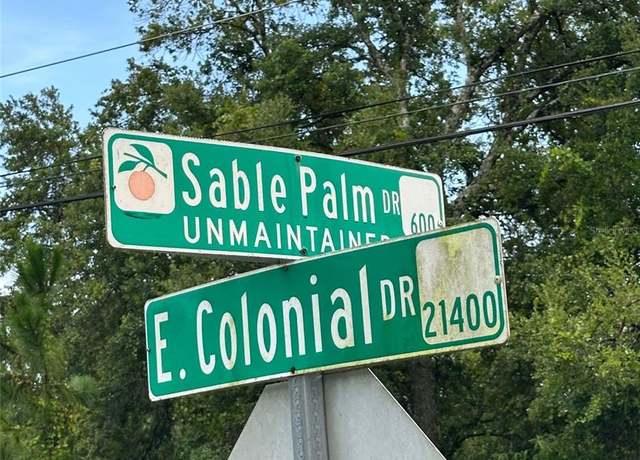 Sable Palm DR 600
UNMAINTAINED
E. Colonial DR 21400